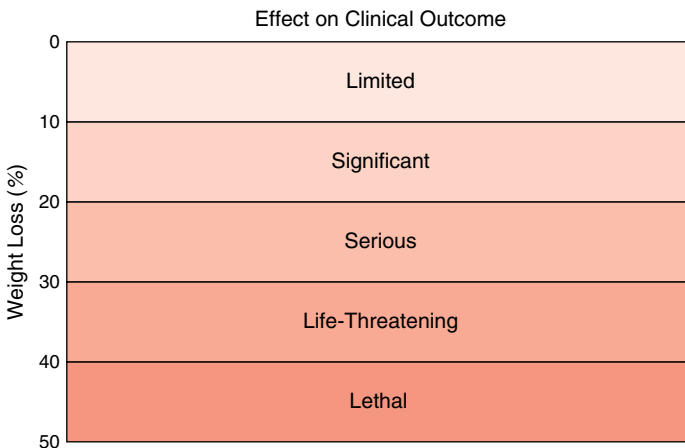 Effect on Clinical Outcome
0
Limited
10
Significant
20
Serious
30
Life-Threatening
40
Lethal
50
Weight Loss (%)